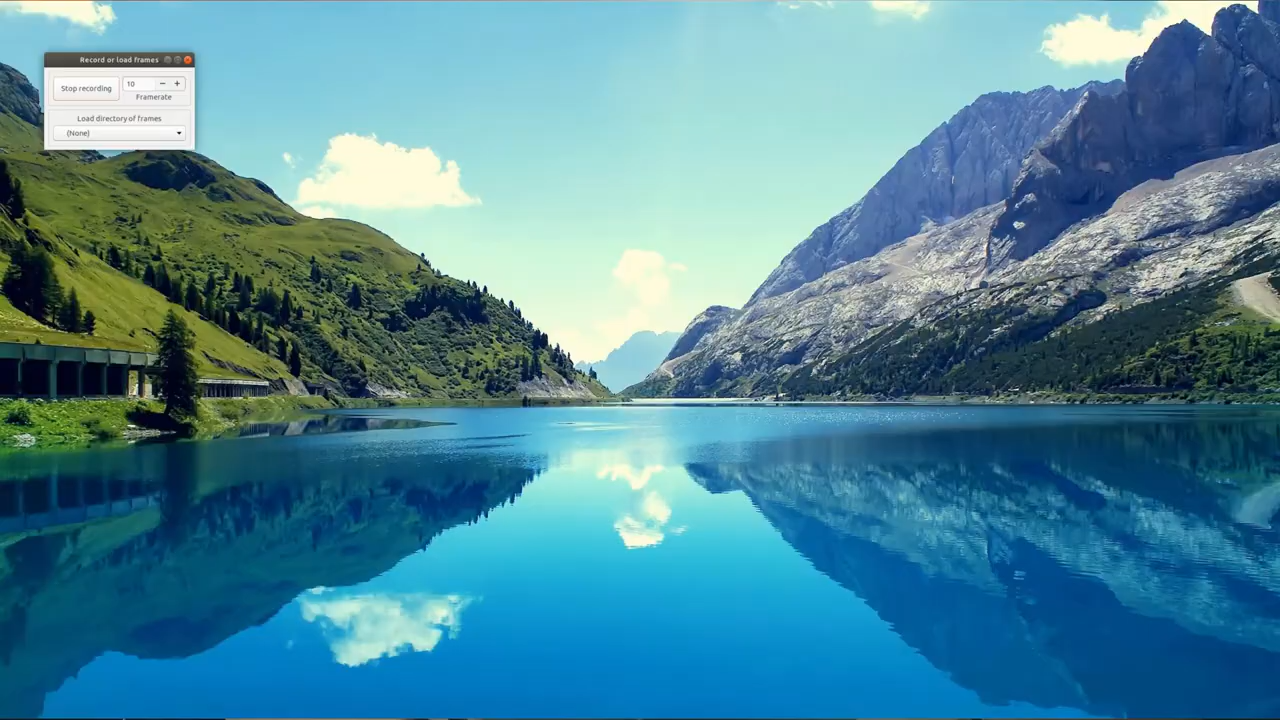 Record or load frames
Stop recording
10
Framerate
Load directory of frames
(None)